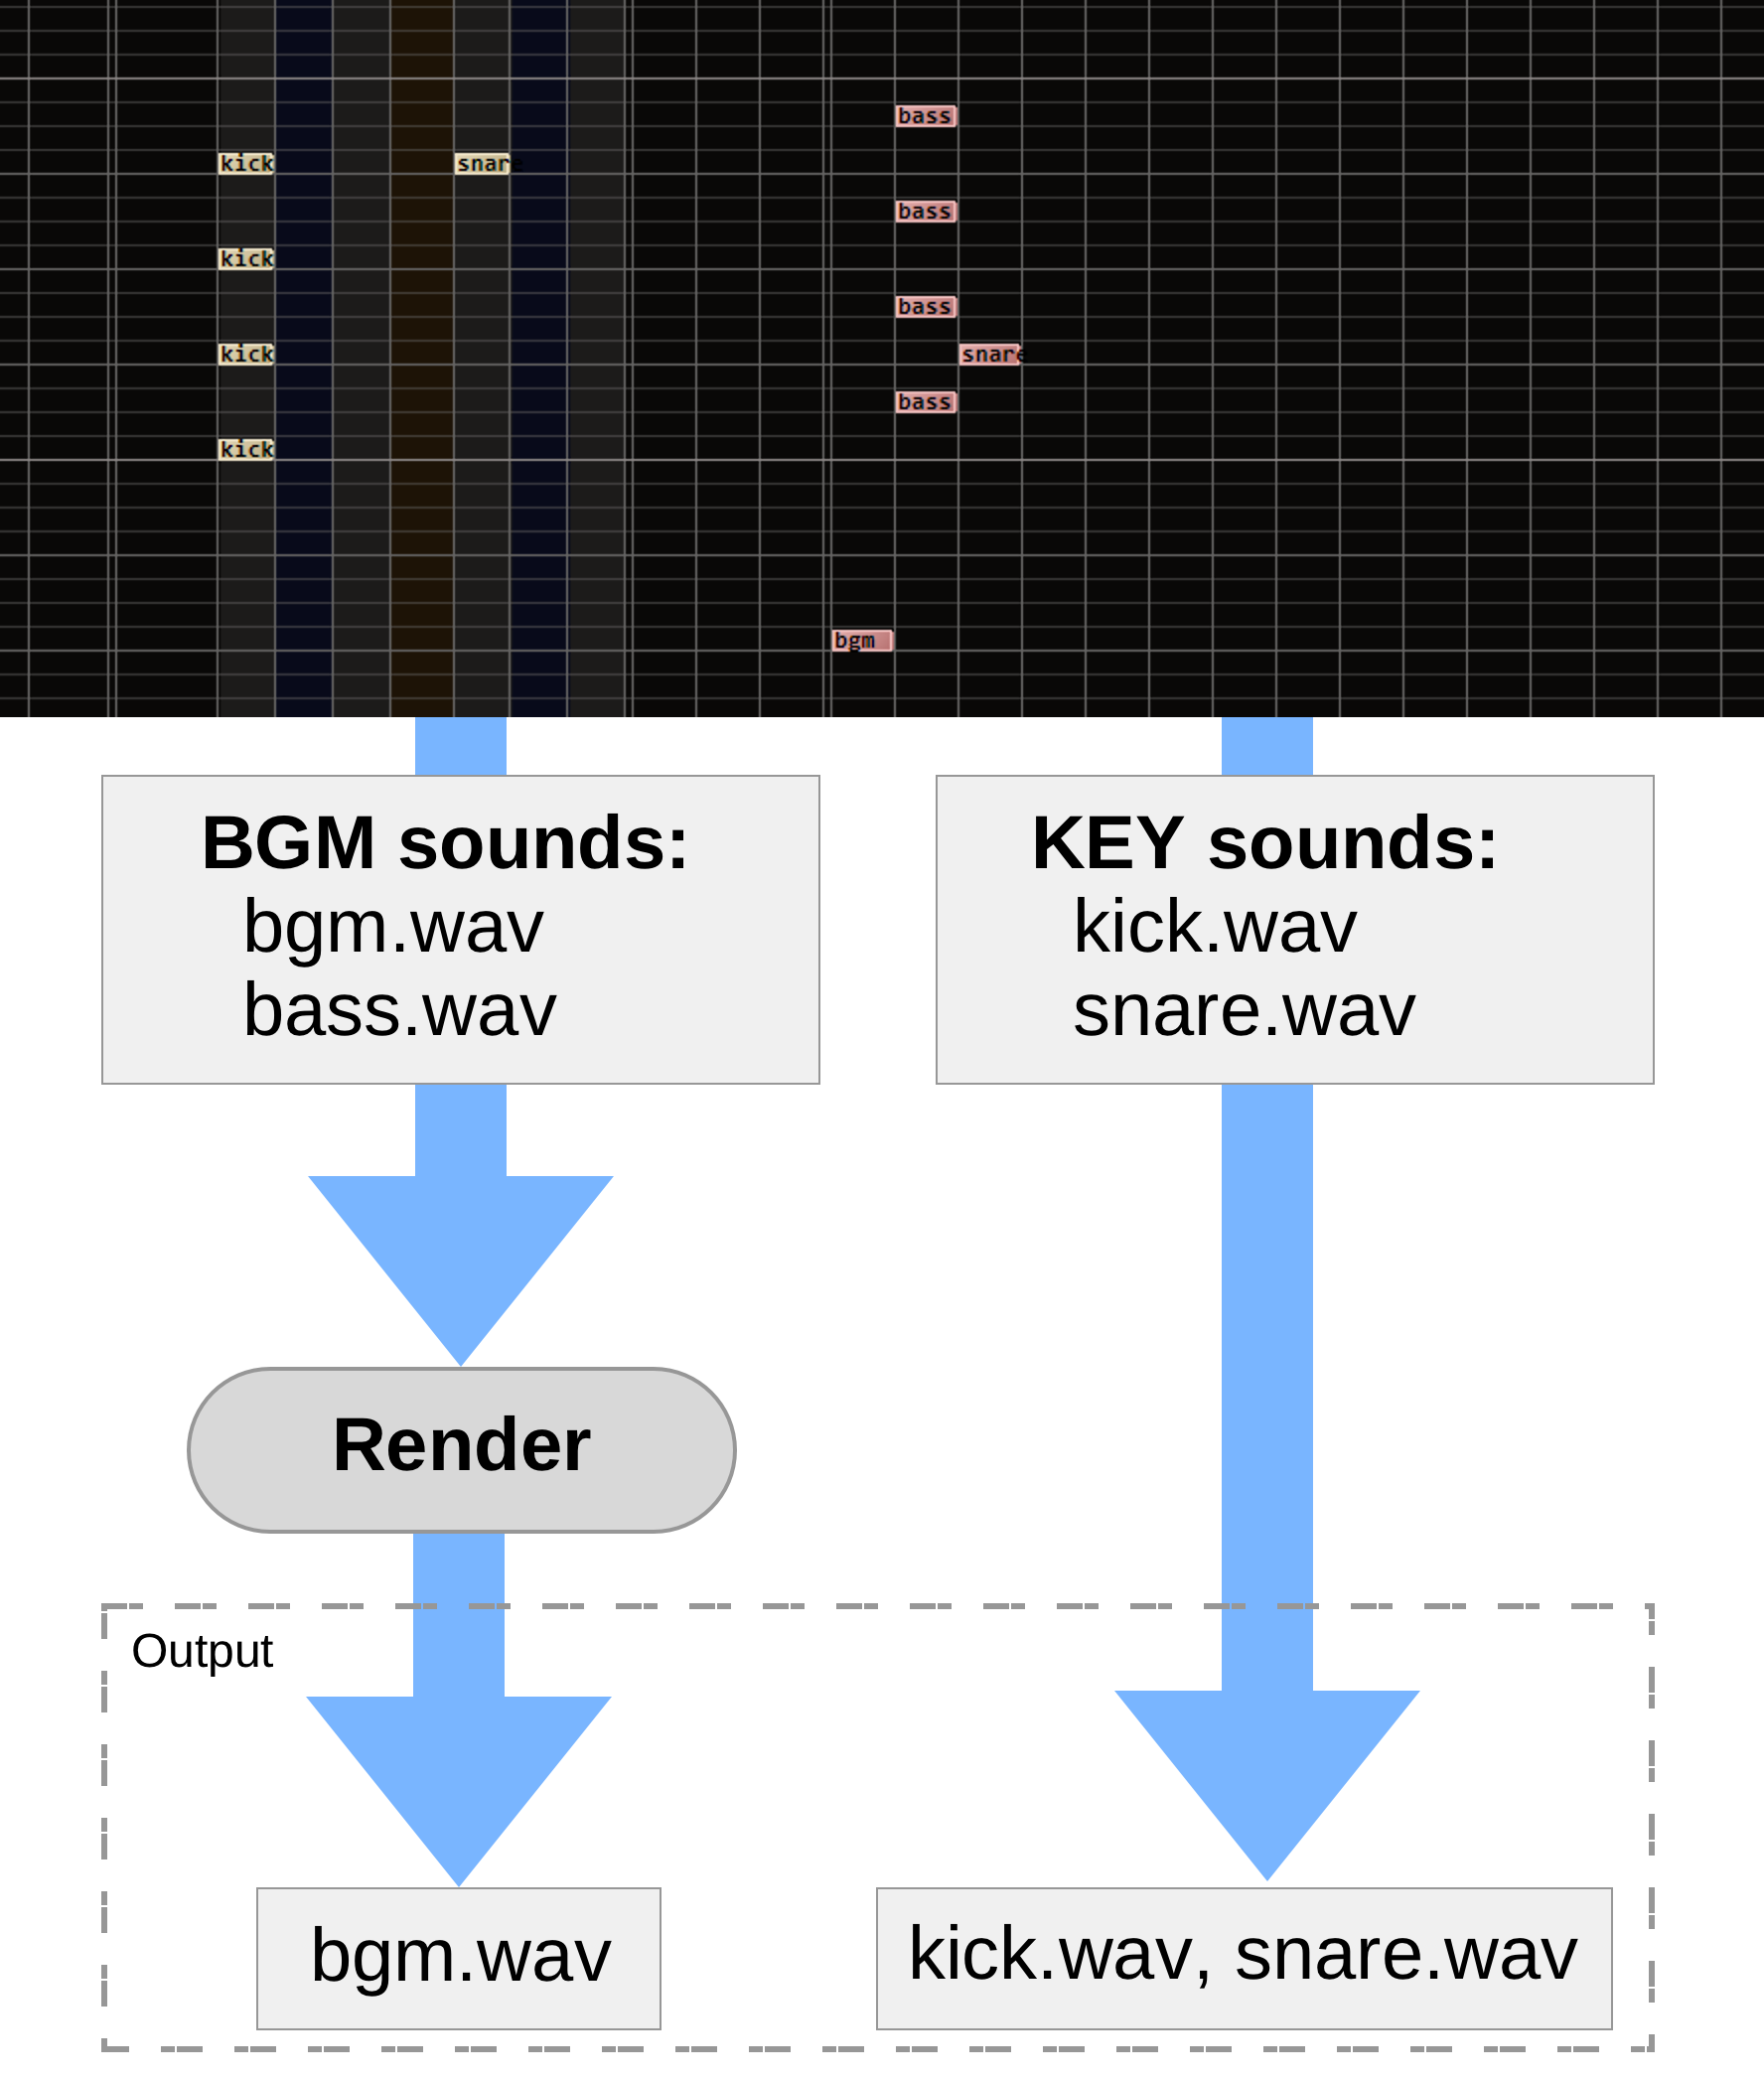 bass
kick snare
bass
kick
bass
kick snare
bass
kick
bgm
BGM sounds:
bgm.wav
bass.wav
KEY sounds:
kick.wav
snare.wav
Render
Output
bgm.wav
kick.wav, snare.wav